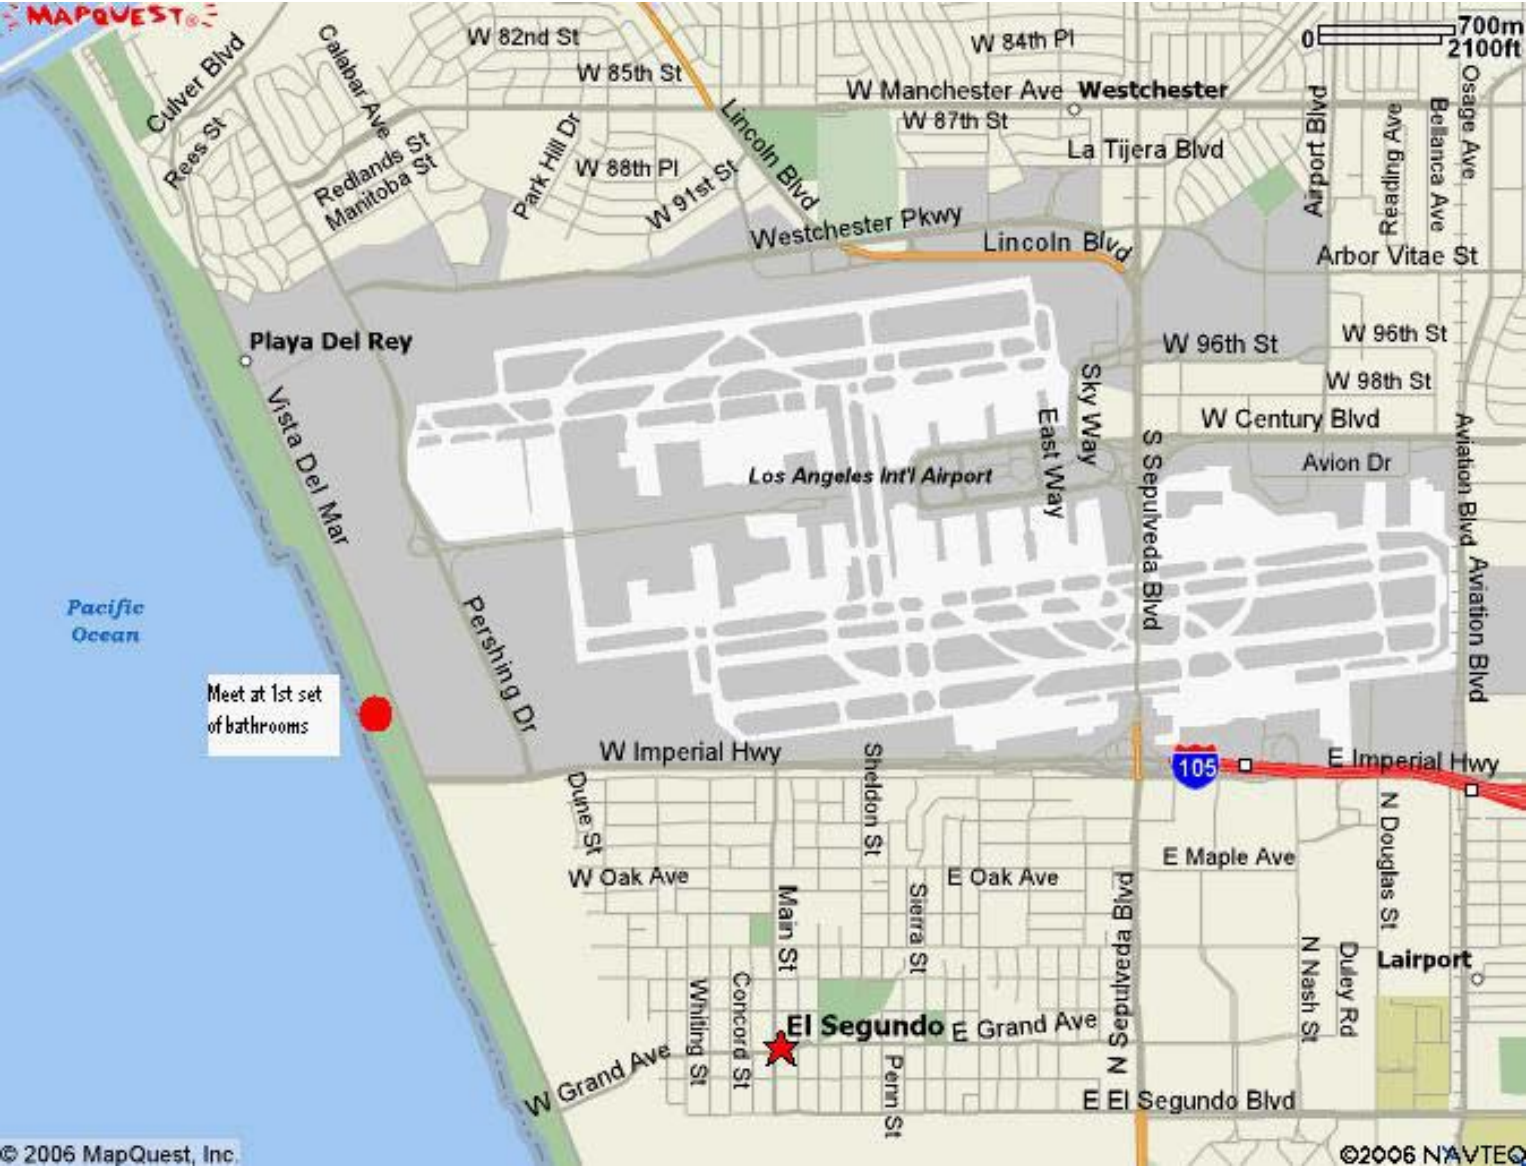 MAPQUEST®
W 82nd St
W 84th Pl
0
700m
2100ft
Culver Blvd
Calabar Ave
W 85th St
W Manchester Ave
Westchester
Osage Ave
Rees St
Redlands St
Manitoba St
Park Hill Dr
W 88th Pl
W 91st St
Lincoln Blvd
W 87th St
La Tijera Blvd
Airport Blvd
Reading Ave
Bellanca Ave
Westchester Pkwy
Lincoln Blvd
Arbor Vitae St
Playa Del Rey
W 96th St
W 96th St
W 98th St
Vista Del Mar
Sky Way
East Way
W Century Blvd
Los Angeles Int'l Airport
Avion Dr
S Sepulveda Blvd
Aviation Blvd
Aviation Blvd
Pacific
Ocean
Pershing Dr
Meet at 1st set
of bathrooms
W Imperial Hwy
105
E Imperial Hwy
Dune St
Sheldon St
N Douglas St
E Maple Ave
W Oak Ave
E Oak Ave
Main St
Sierra St
N Sepulveda Blvd
N Nash St
Duley Rd
Lairport
Whiting St
Concord St
El Segundo
E Grand Ave
W Grand Ave
Penn St
E El Segundo Blvd
© 2006 MapQuest, Inc.
©2006 NAVTEQ